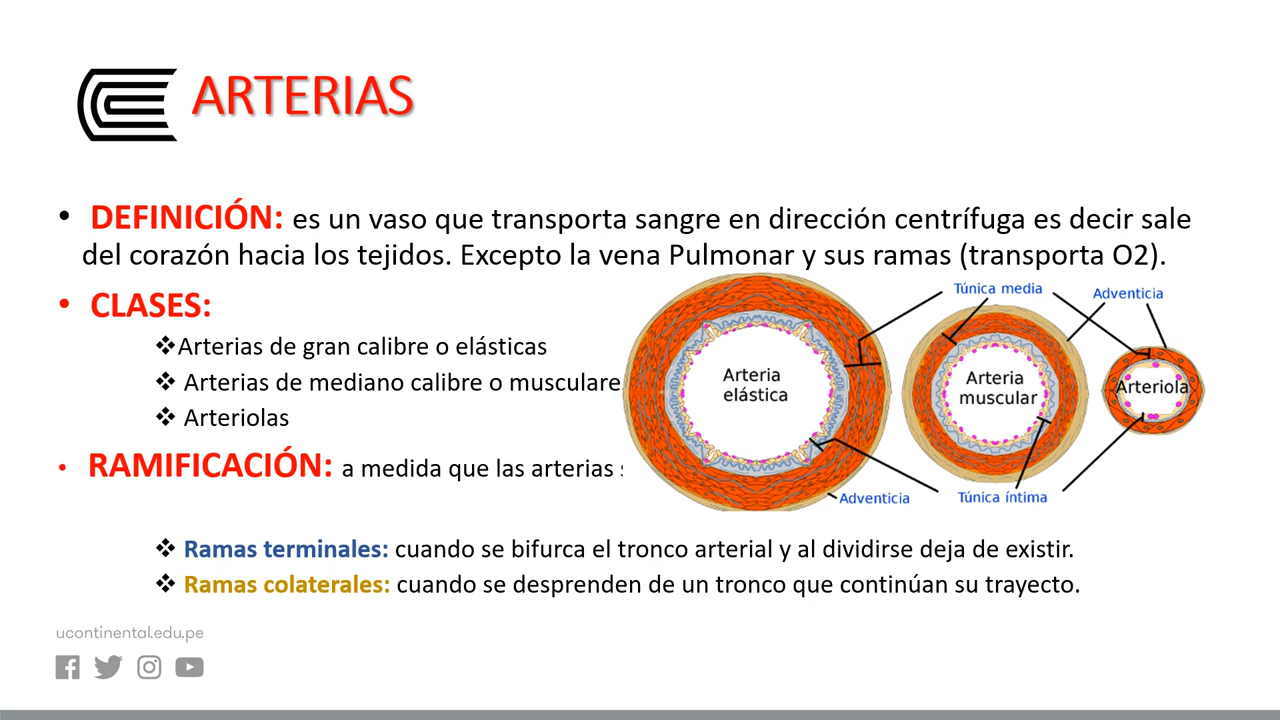 ARTERIAS
• DEFINICIÓN: es un vaso que transporta sangre en dirección centrífuga es decir sale
del corazón hacia los tejidos. Excepto la vena Pulmonar y sus ramas (transporta O2).
• CLASES:
❖Arterias de gran calibre o elásticas
❖ Arterias de mediano calibre o musculare
❖ Arteriolas
• RAMIFICACIÓN: a medida que las arterias
Túnica media
Adventicia
Arteria
elástica
Arteria
muscular
Arteriola
Adventicia
Túnica íntima
❖ Ramas terminales: cuando se bifurca el tronco arterial y al dividirse deja de existir.
❖ Ramas colaterales: cuando se desprenden de un tronco que continúan su trayecto.
ucontinental.edu.pe